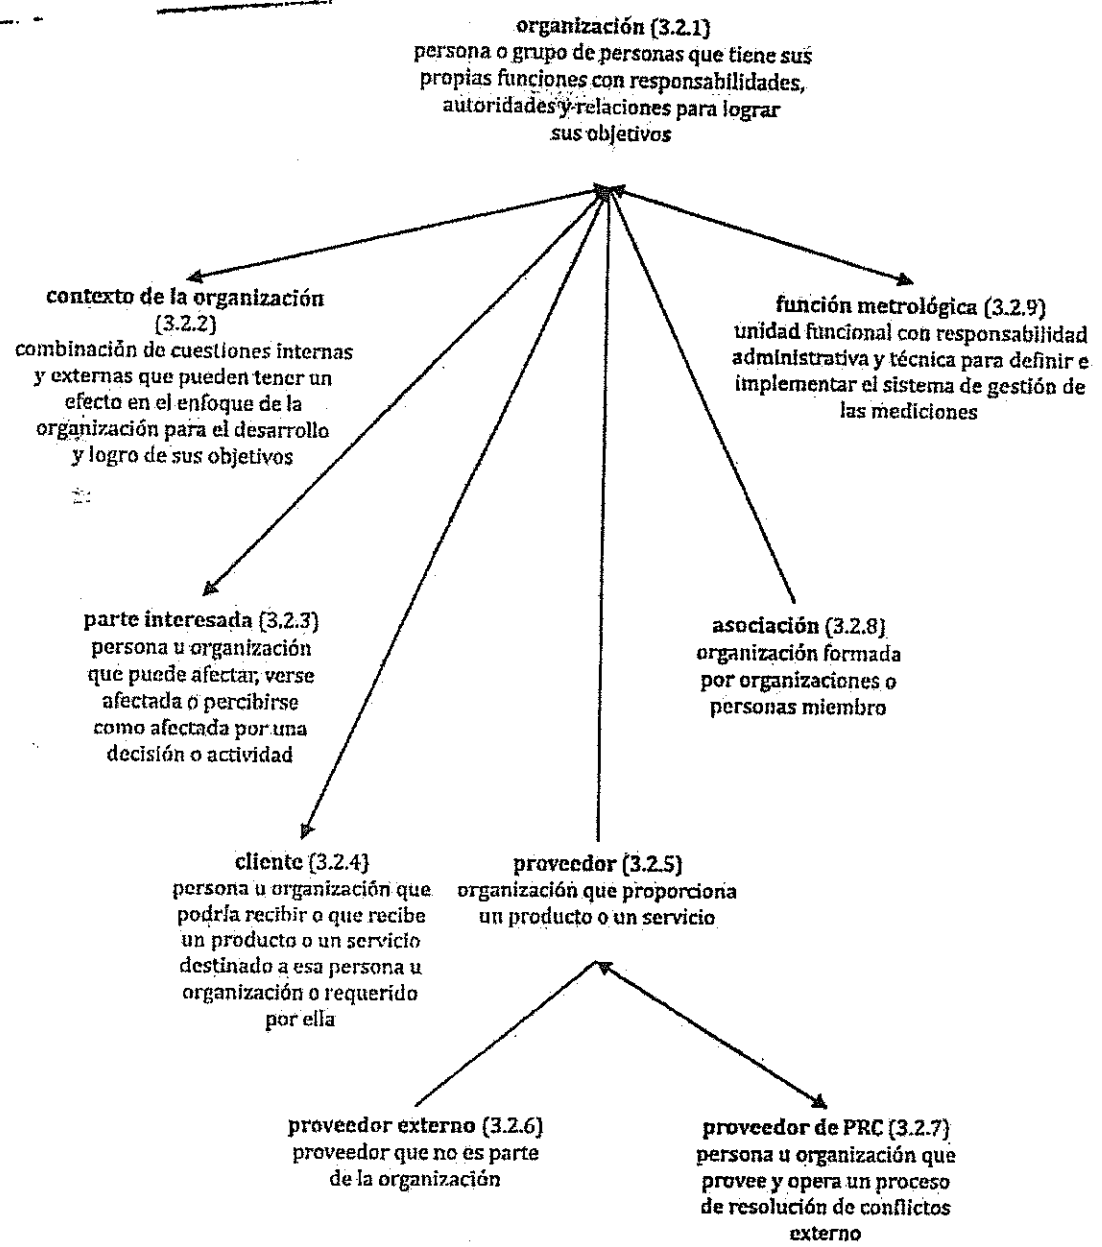 organización (3.2.1)
persona o grupo de personas que tiene sus
propias funciones con responsabilidades,
autoridades y relaciones para lograr
sus objetivos
contexto de la organización
(3.2.2)
combinación de cuestiones internas
y externas que pueden tener un
efecto en el enfoque de la
organización para el desarrollo
y logro de sus objetivos
función metrológica (3.2.9)
unidad funcional con responsabilidad
administrativa y técnica para definir e
implementar el sistema de gestión de
las mediciones
parte interesada (3.2.3)
persona u organización
que puede afectar, verse
afectada o percibirse
como afectada por una
decisión o actividad
asociación (3.2.8)
organización formada
por organizaciones o
personas miembro
cliente (3.2.4)
persona u organización que
podría recibir o que recibe
un producto o un servicio
destinado a esa persona u
organización o requerido
por ella
proveedor (3.2.5)
organización que proporciona
un producto o un servicio
proveedor externo (3.2.6)
proveedor que no es parte
de la organización
proveedor de PRC (3.2.7)
persona u organización que
provee y opera un proceso
de resolución de conflictos
externo